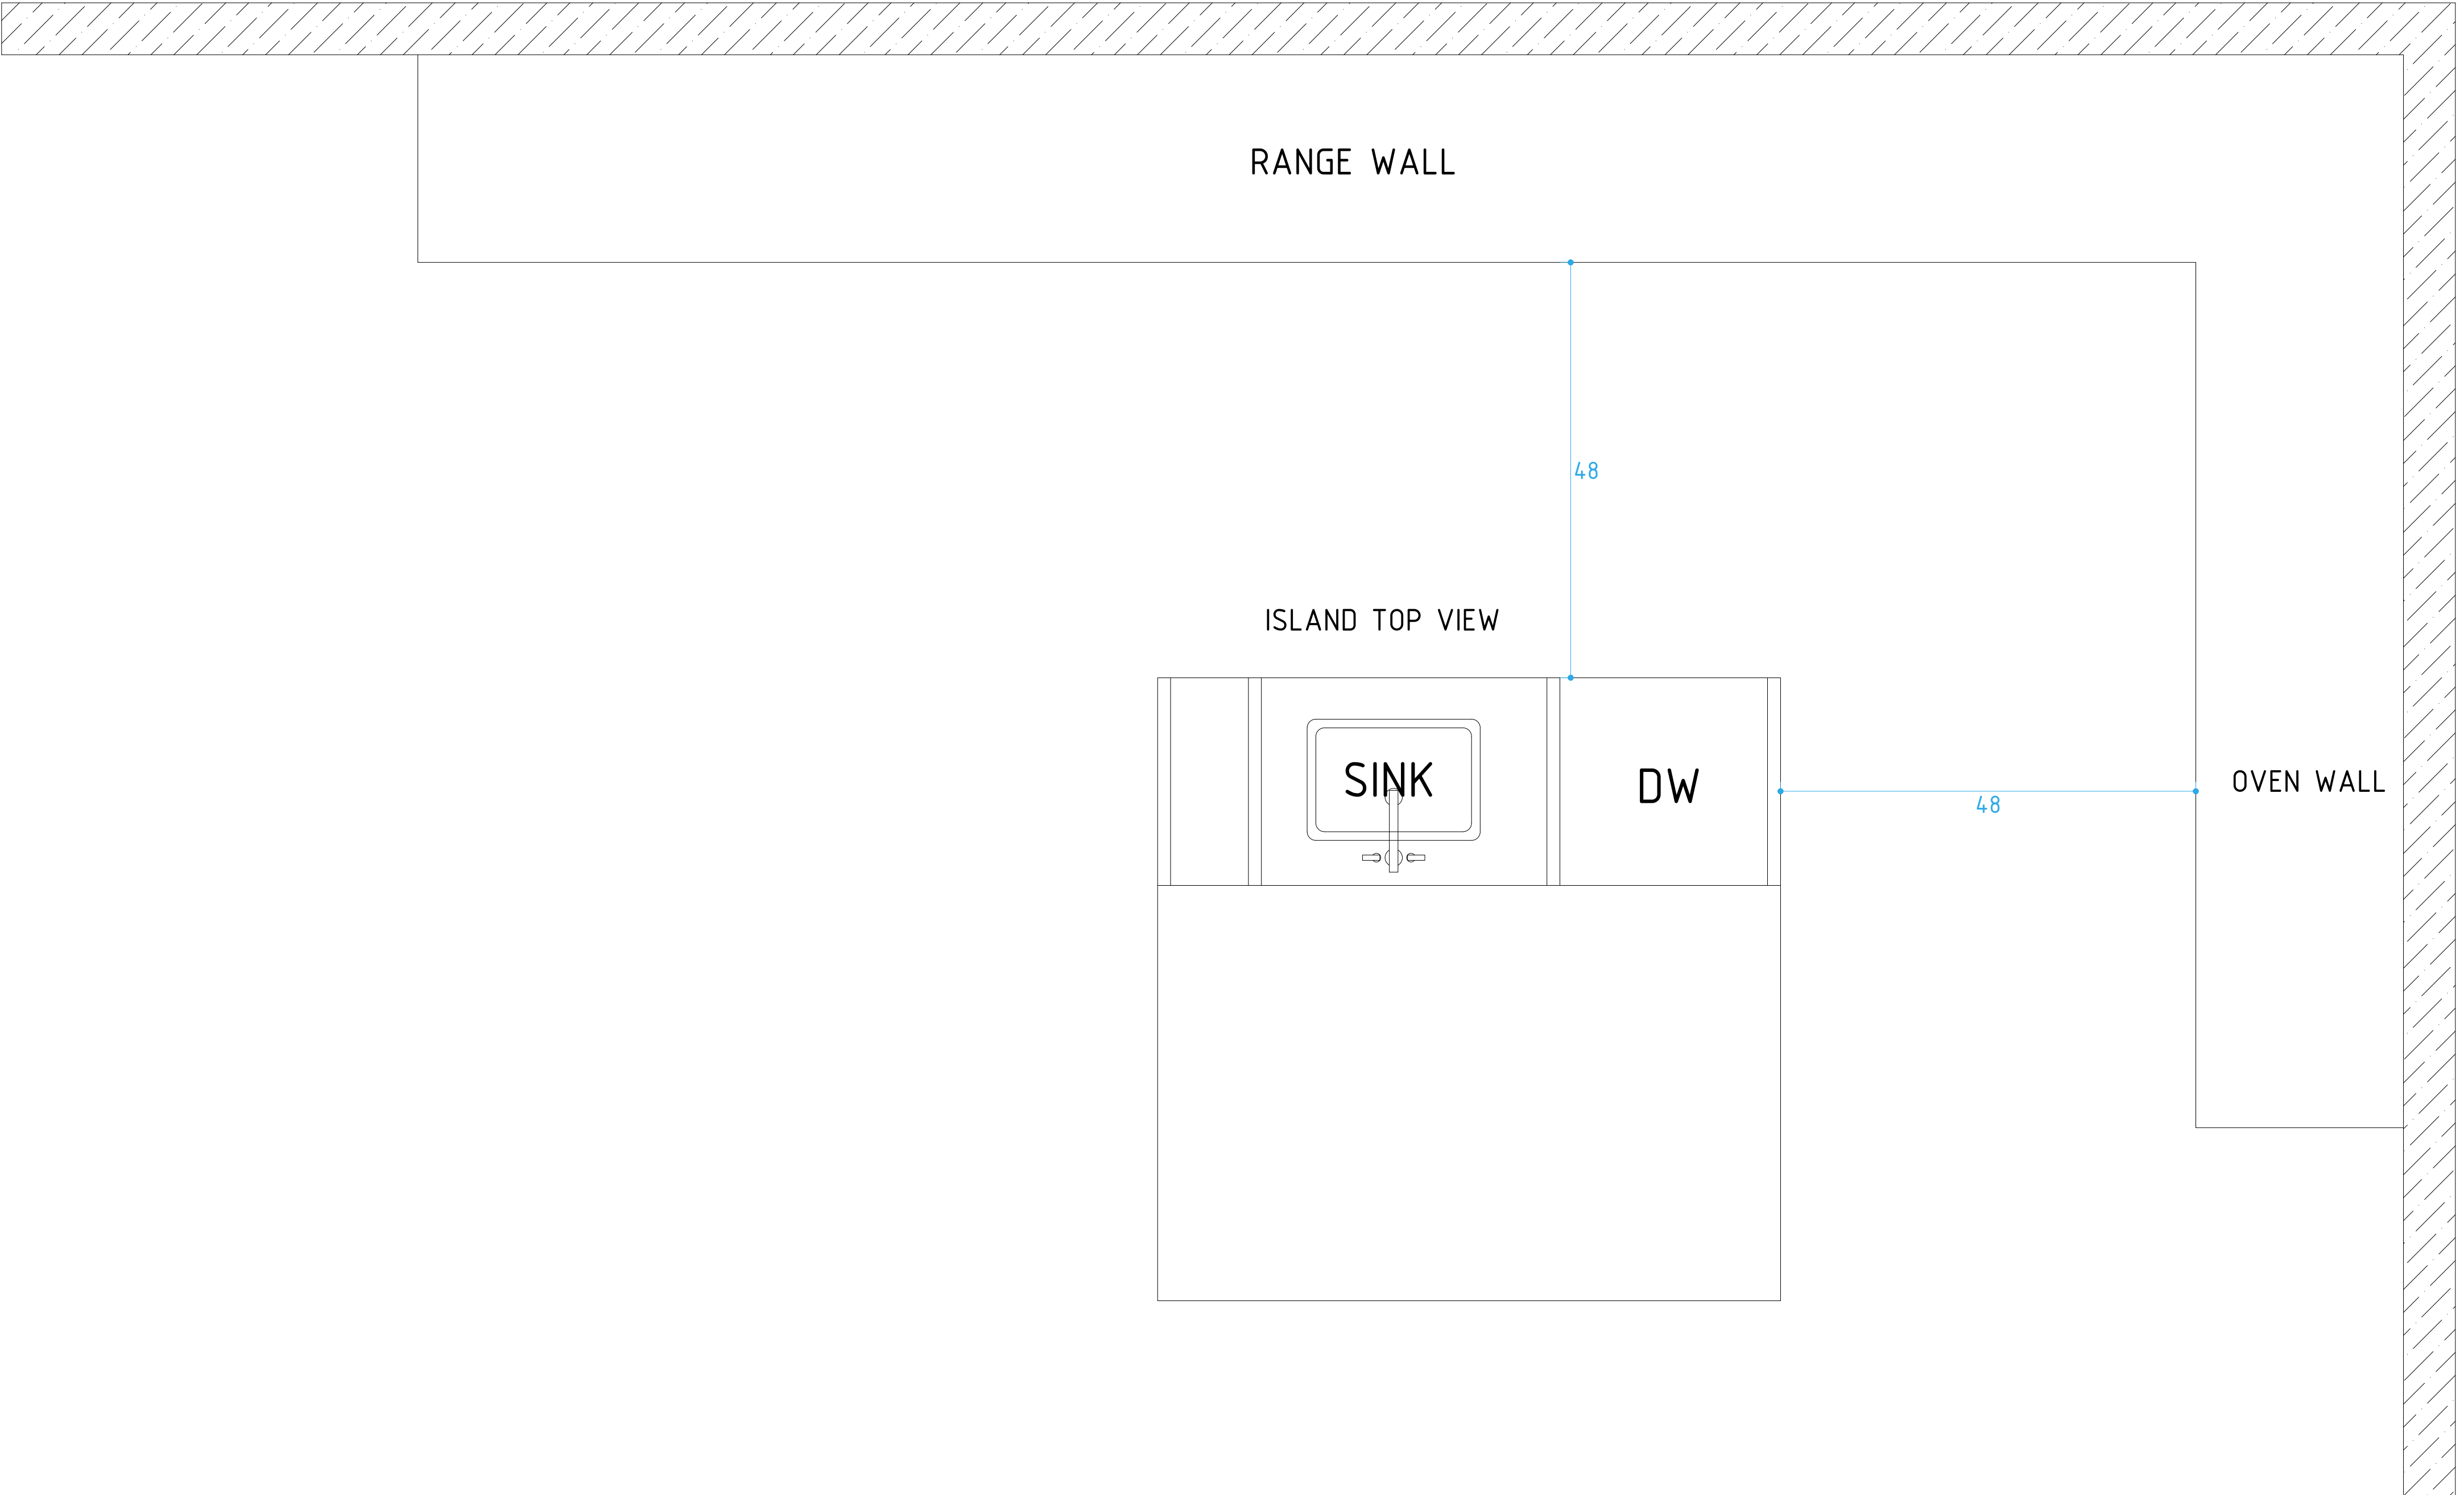 RANGE WALL
48
ISLAND TOP VIEW
SINK
DW
48
OVEN WALL